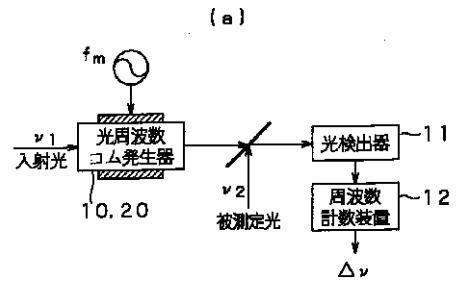 (a)
fm
ν1
入射光
光周波数
コム発生器
10,20
ν2
被測定光
光検出器
11
周波数
計数装置
12
Δν